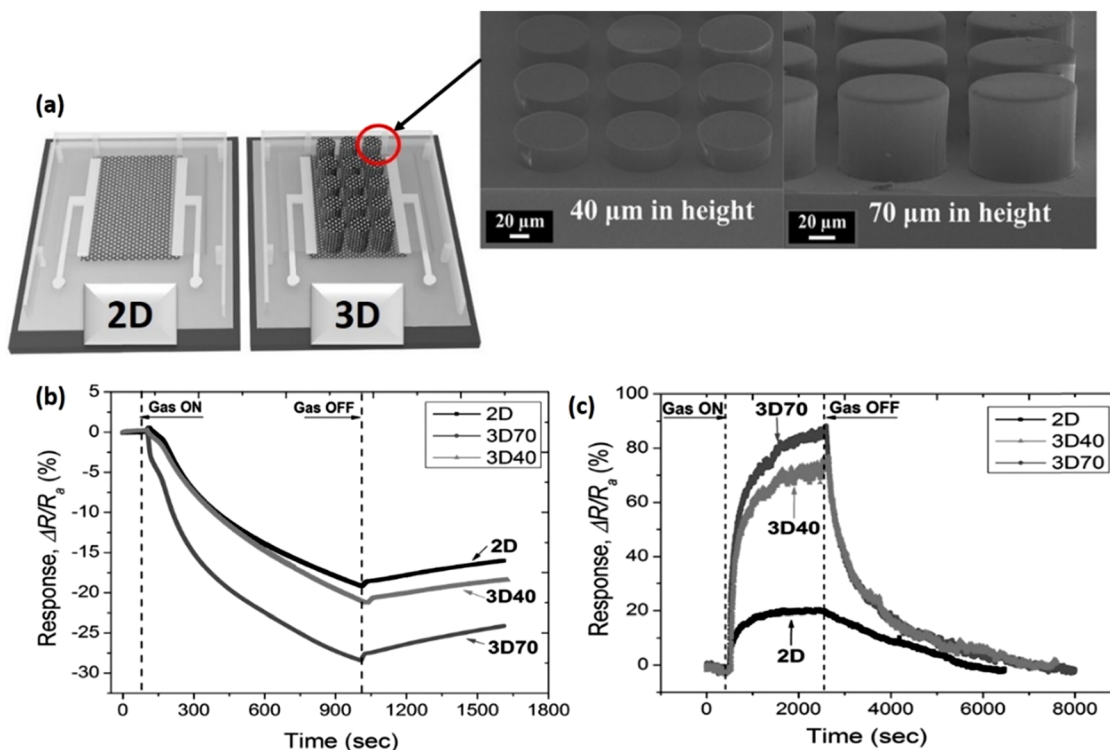 (a)
2D
3D
20 μm
40 μm in height
20 μm
70 μm in height
(b)
Gas ON
Gas OFF
2D
3D70
3D40
2D
3D40
3D70
5
0
-5
-10
-15
-20
-25
-30
Response, ΔR/Ra (%)
0
300
600
900
1200
1500
1800
Time (sec)
(c)
Gas ON
3D70
Gas OFF
2D
3D40
3D70
3D40
2D
100
80
60
40
20
0
Response, ΔR/Ra (%)
0
2000
4000
6000
8000
Time (sec)